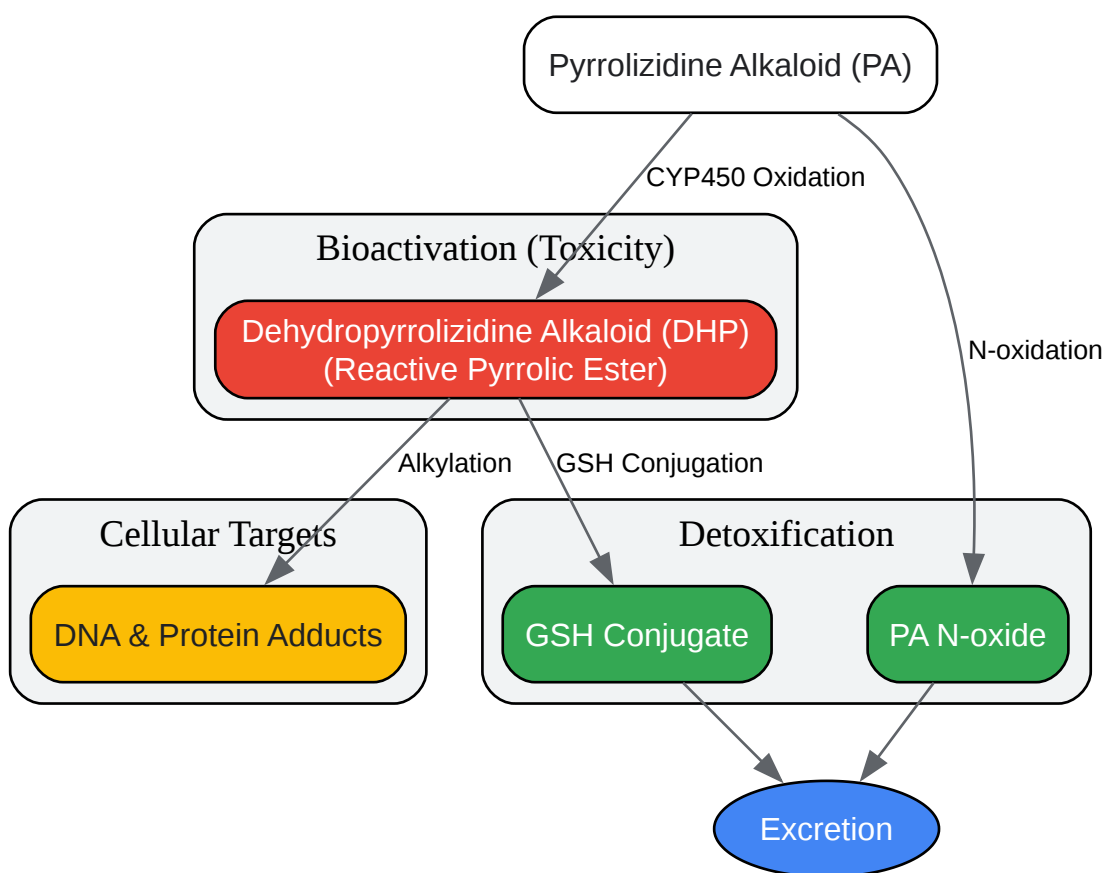 Pyrrolizidine Alkaloid (PA)
CYP450 Oxidation
Bioactivation (Toxicity)
Dehydropyrrolizidine Alkaloid (DHP)
(Reactive Pyrrolic Ester)
N-oxidation
Alkylation
GSH Conjugation
Cellular Targets
Detoxification
DNA & Protein Adducts
GSH Conjugate
PA N-oxide
Excretion